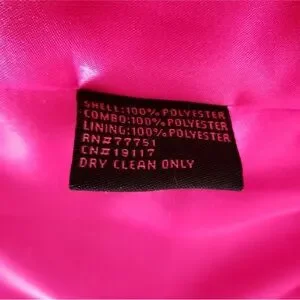 SHELL:100% POLYESTER
COMBO:100% POLYESTER
LINING:100% POLYESTER
RN#77751
CN#19117
DRY CLEAN ONLY